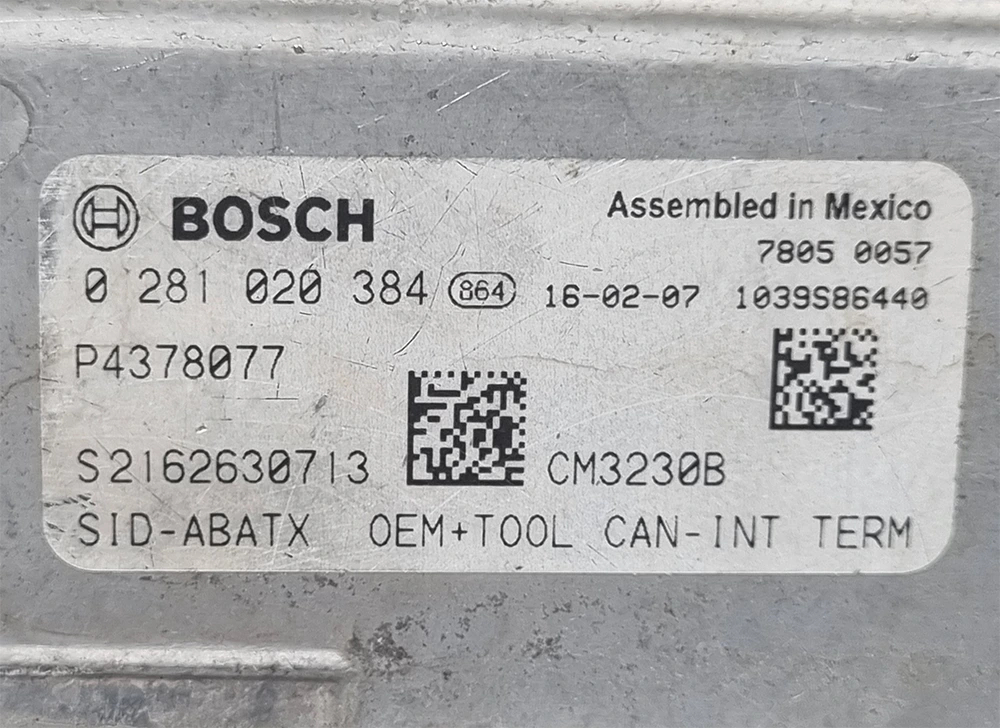 BOSCH
Assembled in Mexico
7805 0057
0 281 020 384 864 16-02-07 1039S86440
P4378077
S2162630713 CM3230B
SID-ABATX OEM+TOOL CAN-INT TERM